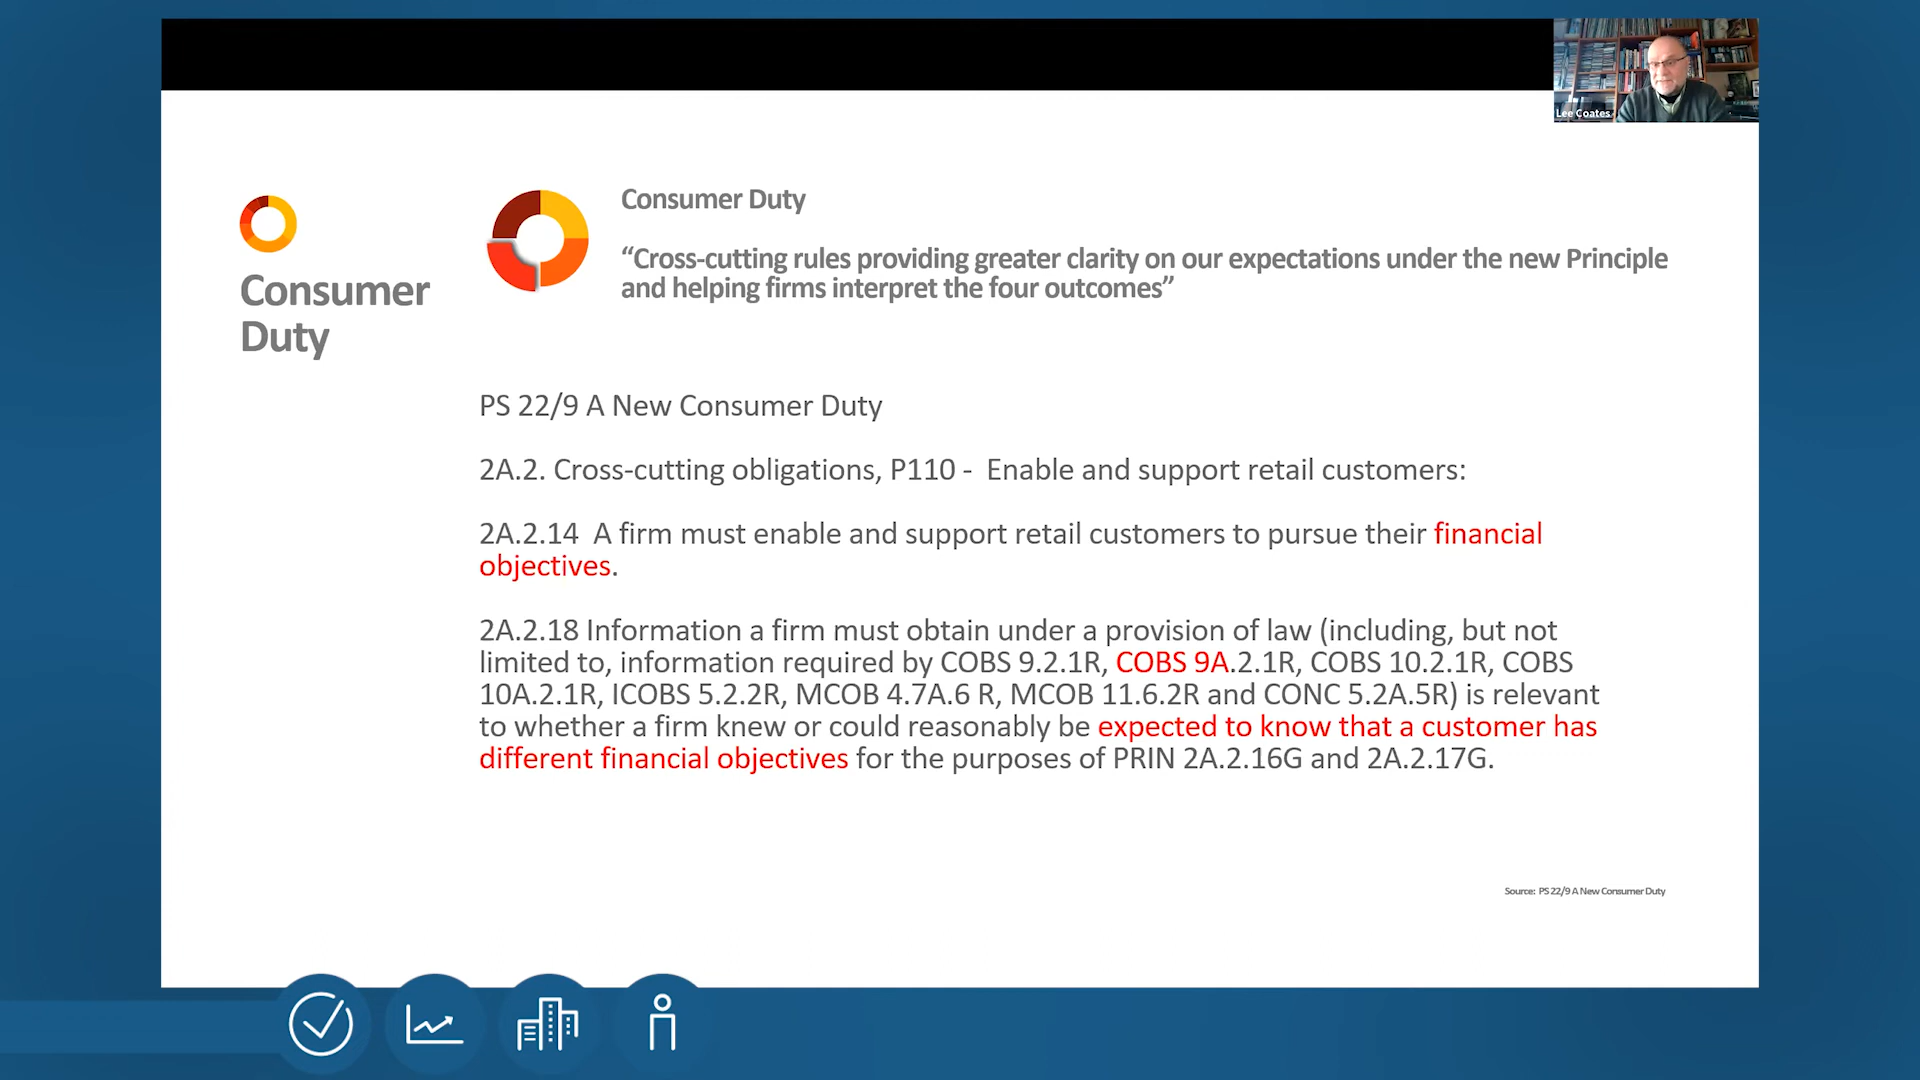 Lee Coates
Consumer
Duty
Consumer Duty
“Cross-cutting rules providing greater clarity on our expectations under the new Principle
and helping firms interpret the four outcomes”
PS 22/9 A New Consumer Duty
2A.2. Cross-cutting obligations, P110 - Enable and support retail customers:
2A.2.14 A firm must enable and support retail customers to pursue their financial
objectives.
2A.2.18 Information a firm must obtain under a provision of law (including, but not
limited to, information required by COBS 9.2.1R, COBS 9A.2.1R, COBS 10.2.1R, COBS
10A.2.1R, ICOBS 5.2.2R, MCOB 4.7A.6 R, MCOB 11.6.2R and CONC 5.2A.5R) is relevant
to whether a firm knew or could reasonably be expected to know that a customer has
different financial objectives for the purposes of PRIN 2A.2.16G and 2A.2.17G.
Source: PS 22/9 A New Consumer Duty